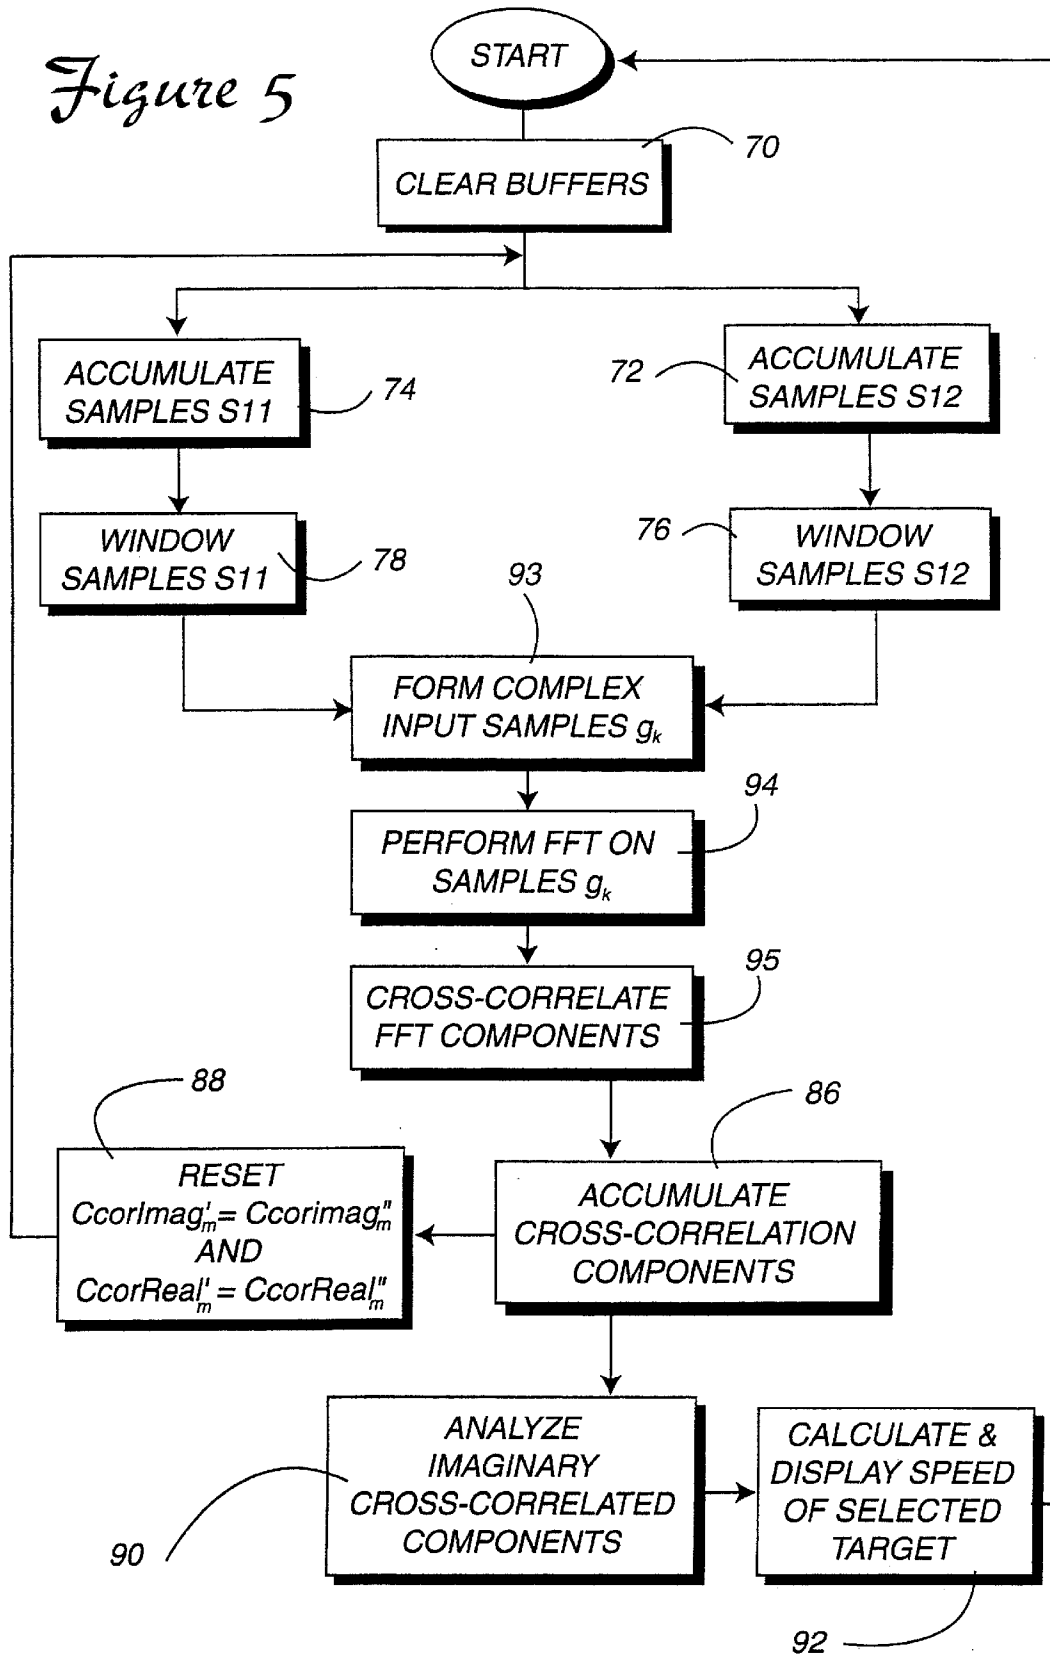 Figure 5
START
70
CLEAR BUFFERS
ACCUMULATE
SAMPLES S11
74
72
ACCUMULATE
SAMPLES S12
WINDOW
SAMPLES S11
78
76
WINDOW
SAMPLES S12
93
FORM COMPLEX
INPUT SAMPLES gₖ
94
PERFORM FFT ON
SAMPLES gₖ
95
CROSS-CORRELATE
FFT COMPONENTS
88
86
RESET
CcorImag'ₘ = Ccorimag"ₘ
AND
CcorReal'ₘ = CcorReal"ₘ
ACCUMULATE
CROSS-CORRELATION
COMPONENTS
ANALYZE
IMAGINARY
CROSS-CORRELATED
COMPONENTS
90
CALCULATE &
DISPLAY SPEED
OF SELECTED
TARGET
92